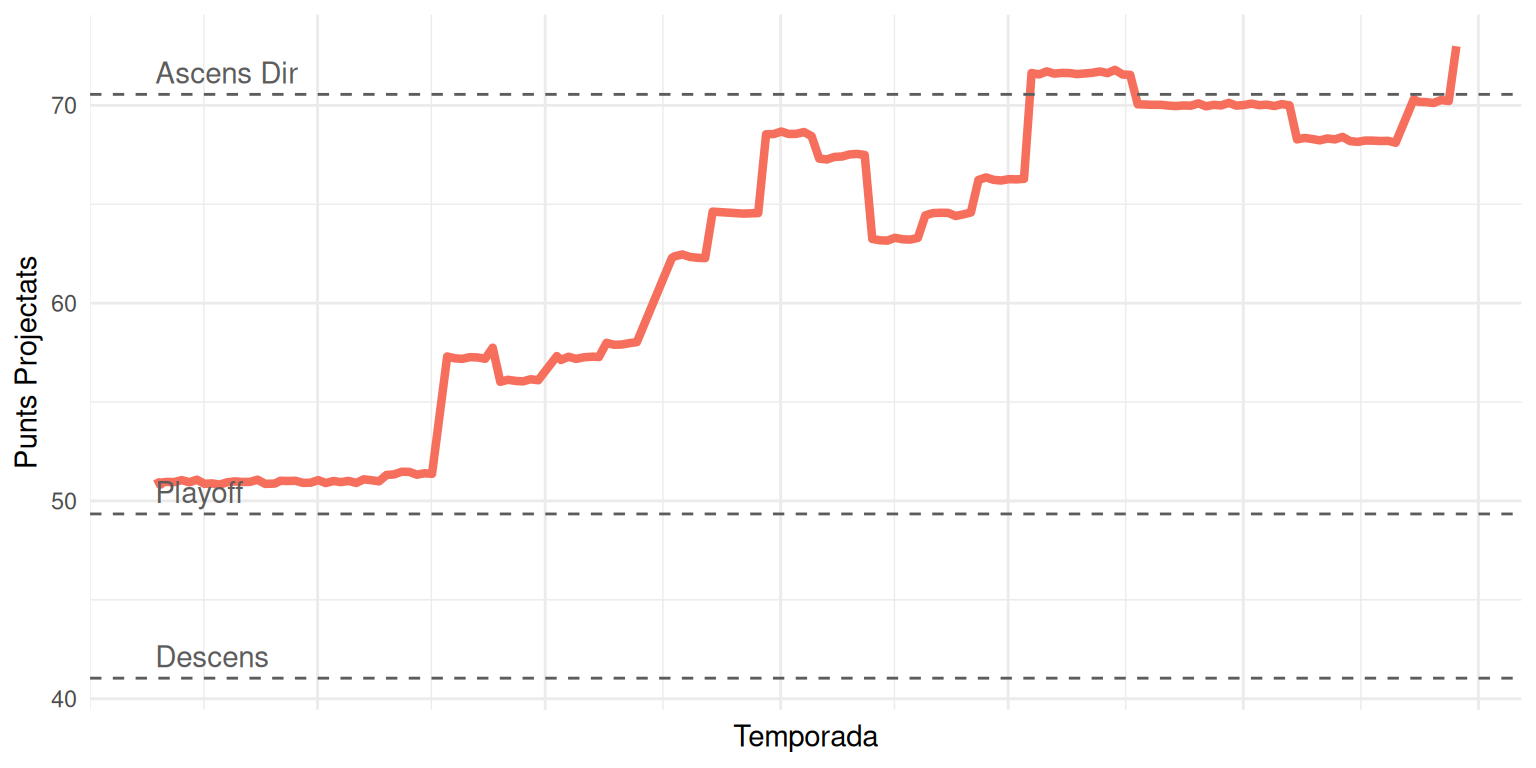 Ascens Dir
70
60
Punts Projectats
Playoff
50
Descens
40
Temporada